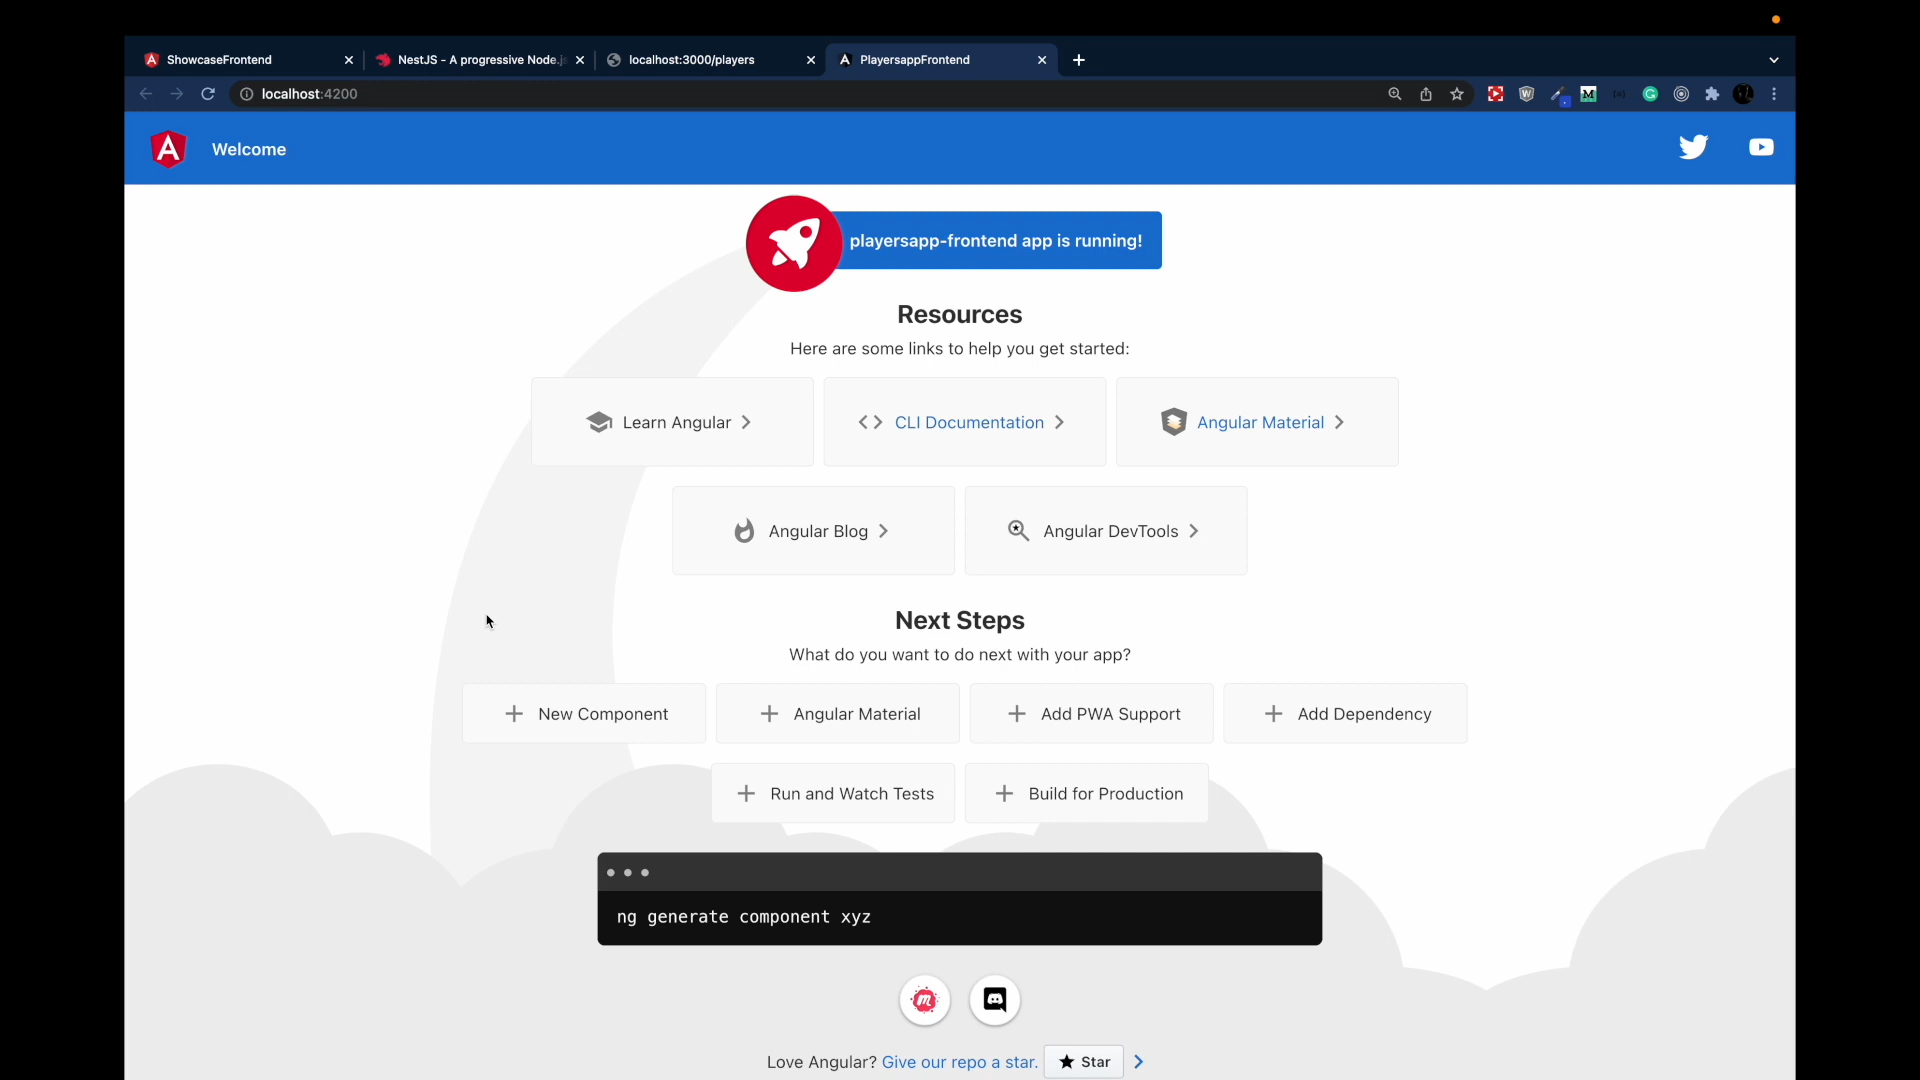 ShowcaseFrontend
NestJS - A progressive Node.js
localhost:3000/players
PlayersappFrontend
localhost:4200
Welcome
playersapp-frontend app is running!
Resources
Here are some links to help you get started:
Learn Angular
CLI Documentation
Angular Material
Angular Blog
Angular DevTools
Next Steps
What do you want to do next with your app?
New Component
Angular Material
Add PWA Support
Add Dependency
Run and Watch Tests
Build for Production
ng generate component xyz
Love Angular? Give our repo a star. Star